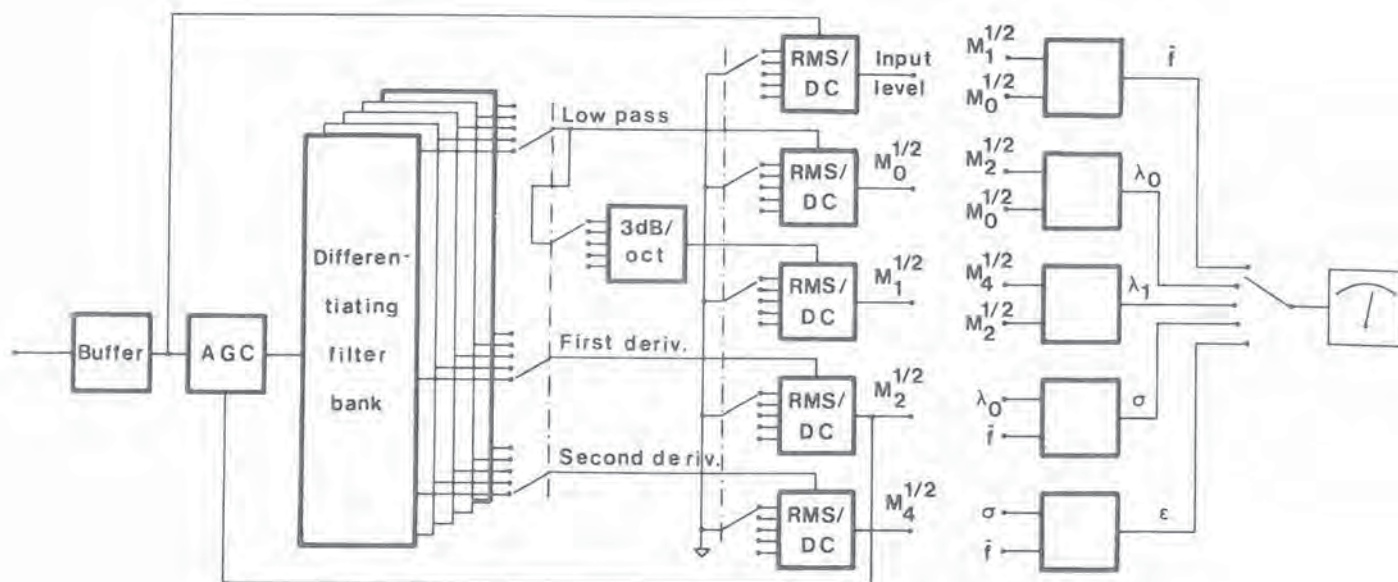 Buffer
AGC
Differen-
tiating
filter
bank
Low pass
3dB/
oct
First deriv.
Second deriv.
RMS/
DC
Input
level
RMS/
DC
M₀^1/2
RMS/
DC
M₁^1/2
RMS/
DC
M₂^1/2
RMS/
DC
M₄^1/2
M₁^1/2
M₀^1/2
f̄
M₂^1/2
M₀^1/2
λ₀
M₄^1/2
M₂^1/2
λ₁
λ₀
f̄
σ
σ
f̄
ε